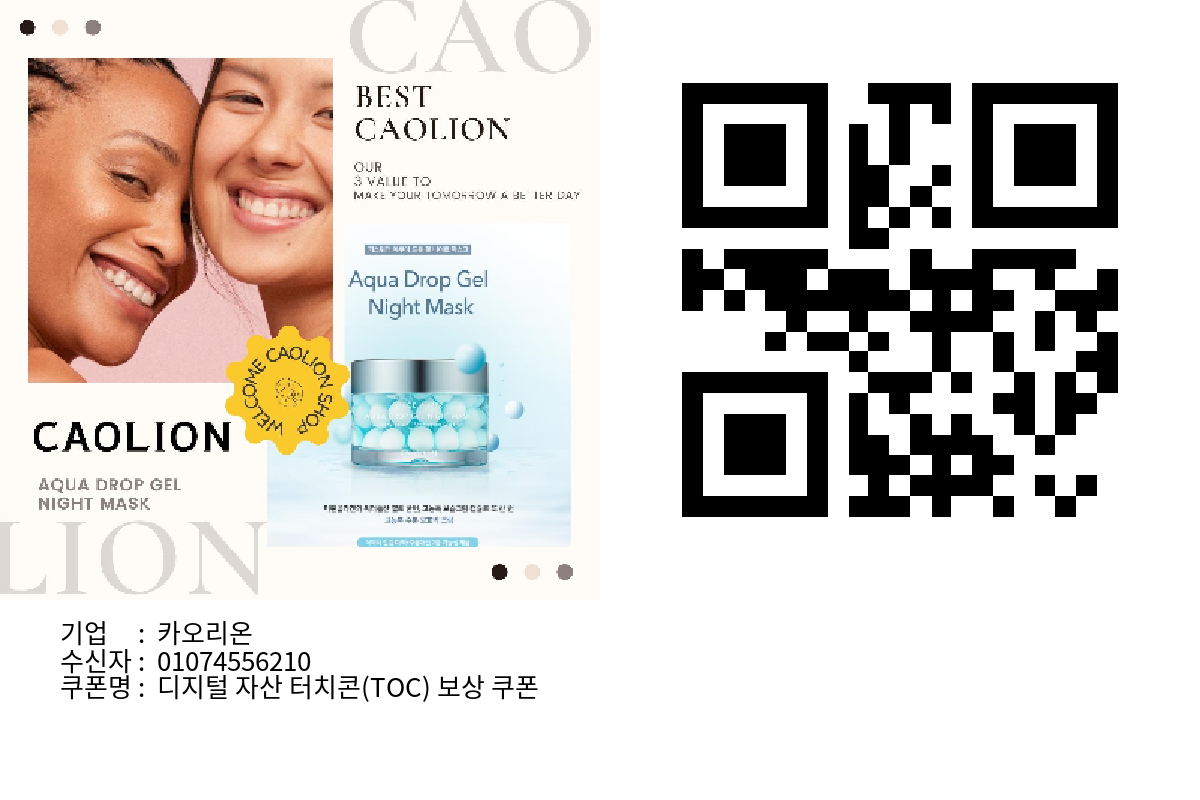 CAO
BEST
CAOLION
OUR
3 VALUE TO
MAKE YOUR TOMORROW A BETTER DAY
Aqua Drop Gel
Night Mask
WELCOME CAOLION SHOP
CAOLION
AQUA DROP GEL
NIGHT MASK
LION
기업 : 카오리온
수신자 : 01074556210
쿠폰명 : 디지털 자산 터치콘(TOC) 보상 쿠폰